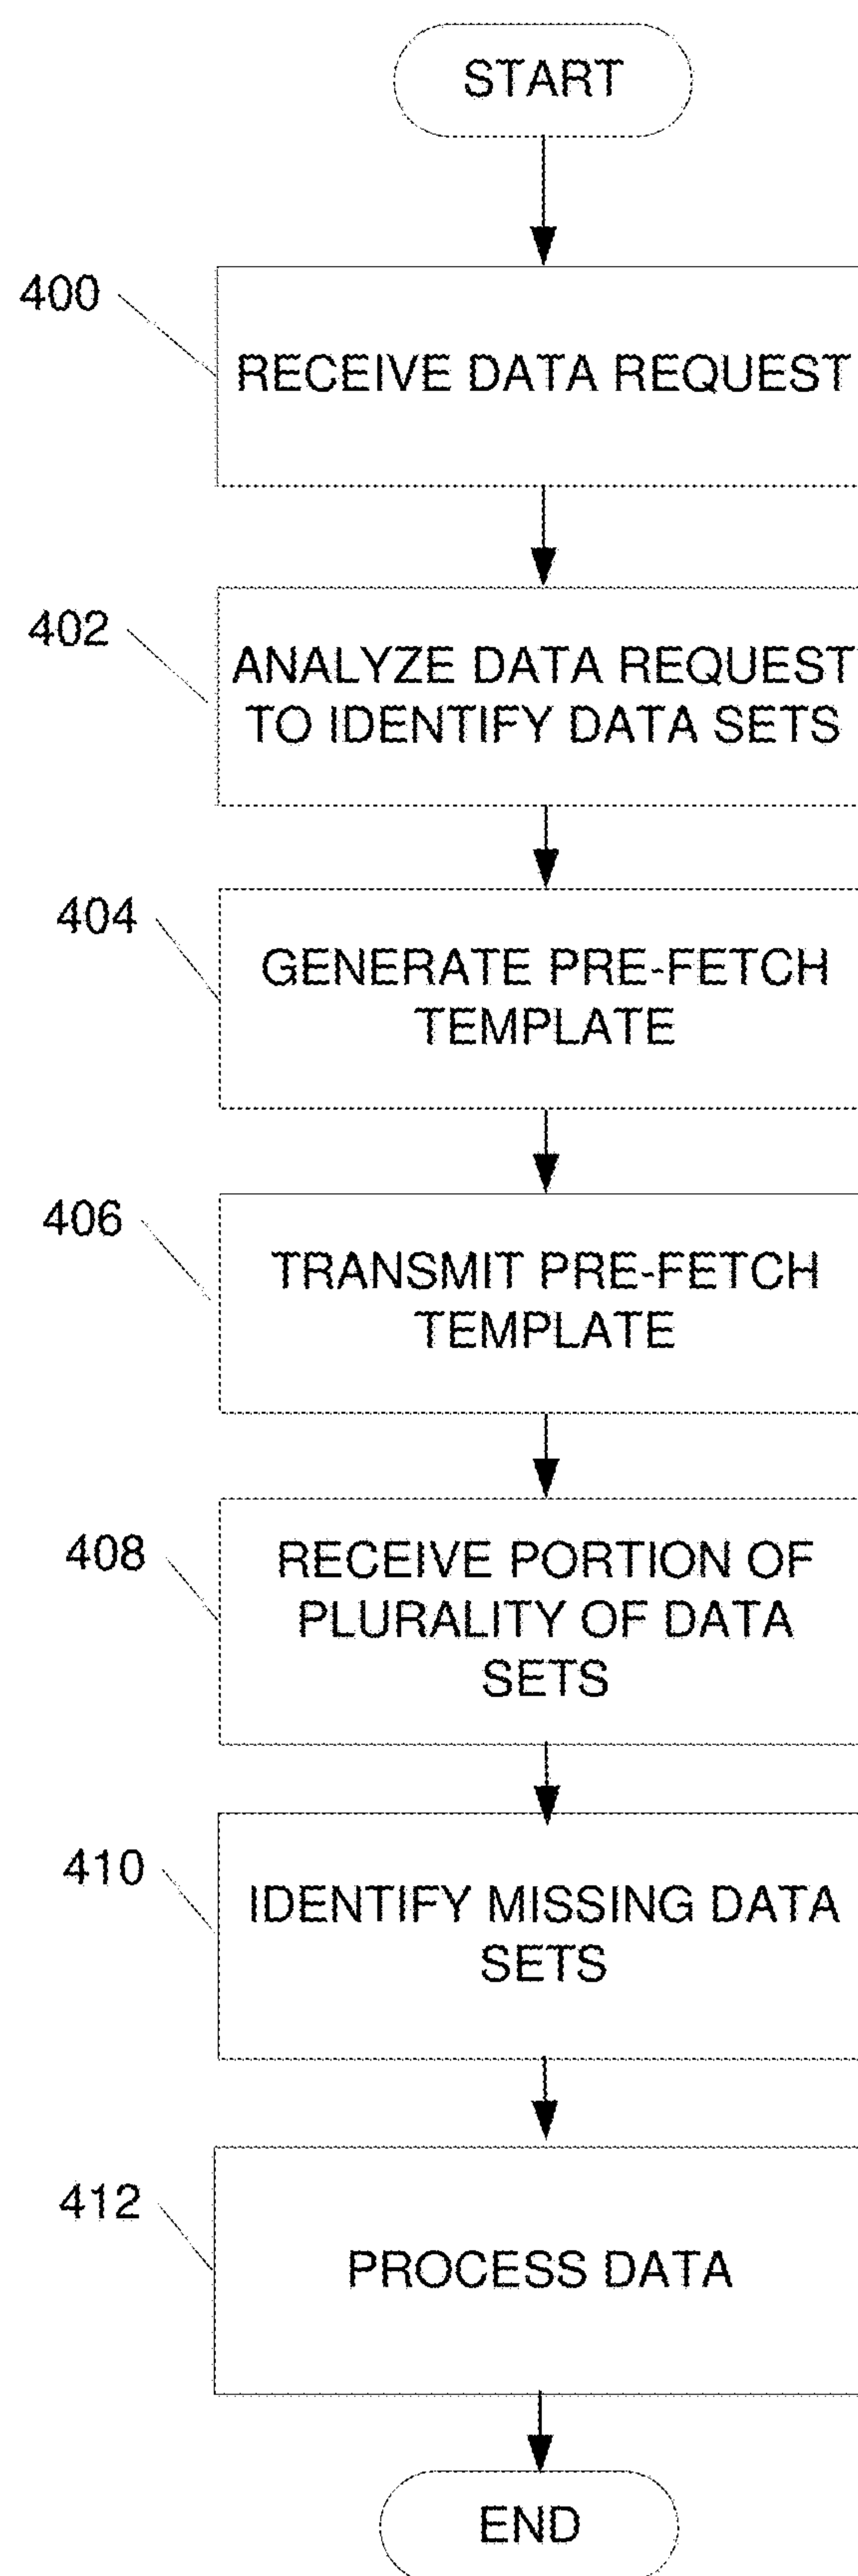 START
400
RECEIVE DATA REQUEST
402
ANALYZE DATA REQUEST
TO IDENTIFY DATA SETS
404
GENERATE PRE-FETCH
TEMPLATE
406
TRANSMIT PRE-FETCH
TEMPLATE
408
RECEIVE PORTION OF
PLURALITY OF DATA
SETS
410
IDENTIFY MISSING DATA
SETS
412
PROCESS DATA
END